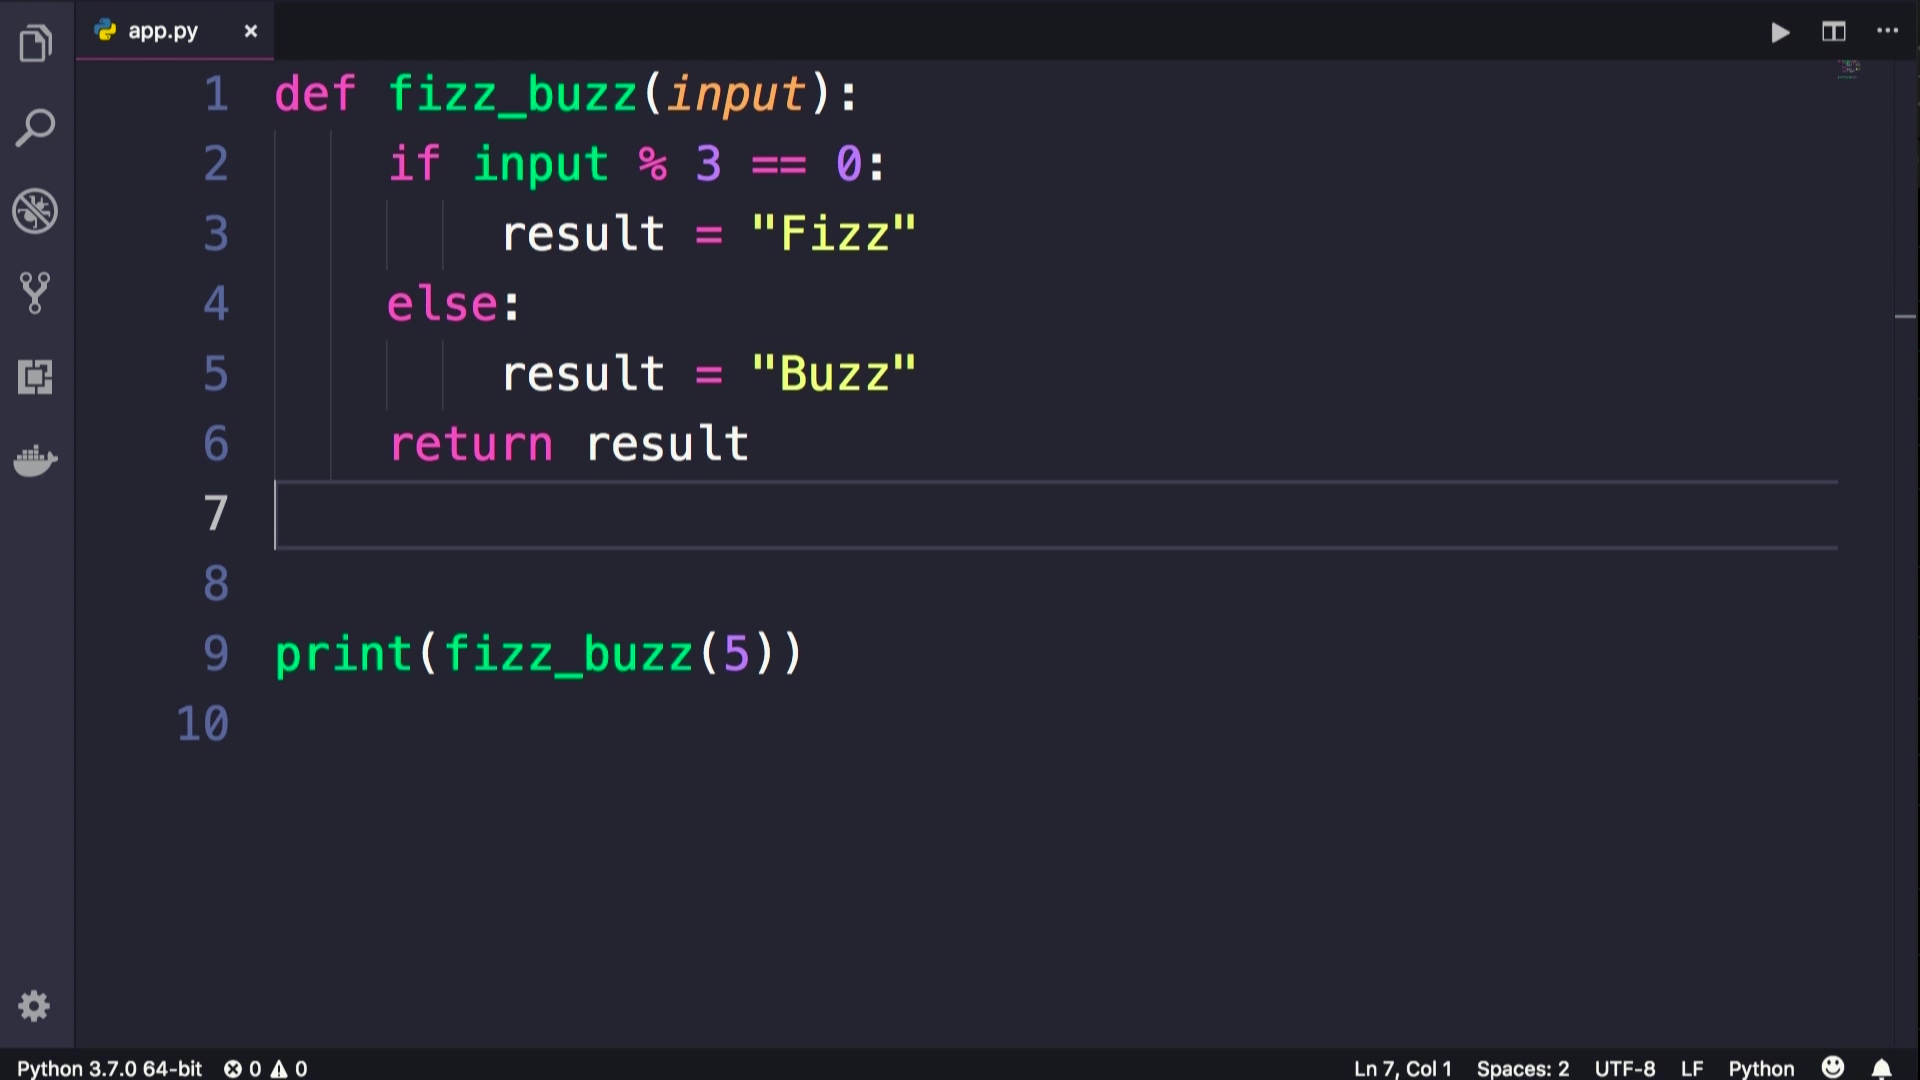 app.py ×
1 def fizz_buzz(input):
2     if input % 3 == 0:
3         result = "Fizz"
4     else:
5         result = "Buzz"
6     return result
7
8
9 print(fizz_buzz(5))
10
Python 3.7.0 64-bit 0 0 Ln 7, Col 1 Spaces: 2 UTF-8 LF Python